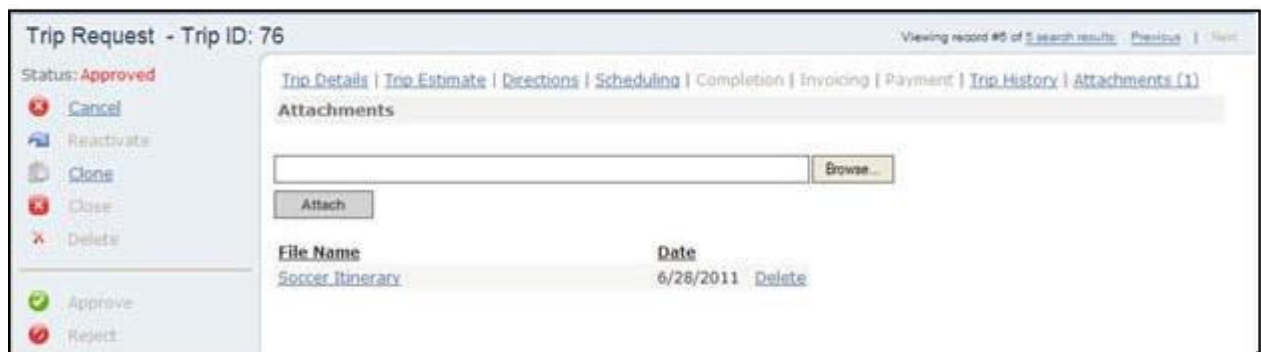 Trip Request - Trip ID: 76
Viewing record #5 of 5 search results Previous | Next
Status: Approved
Cancel
Reactivate
Clone
Close
Delete
Approve
Reject
Trip Details | Trip Estimate | Directions | Scheduling | Completion | Invoicing | Payment | Trip History | Attachments (1)
Attachments
Browse...
Attach
File Name Date
Soccer Itinerary 6/28/2011 Delete